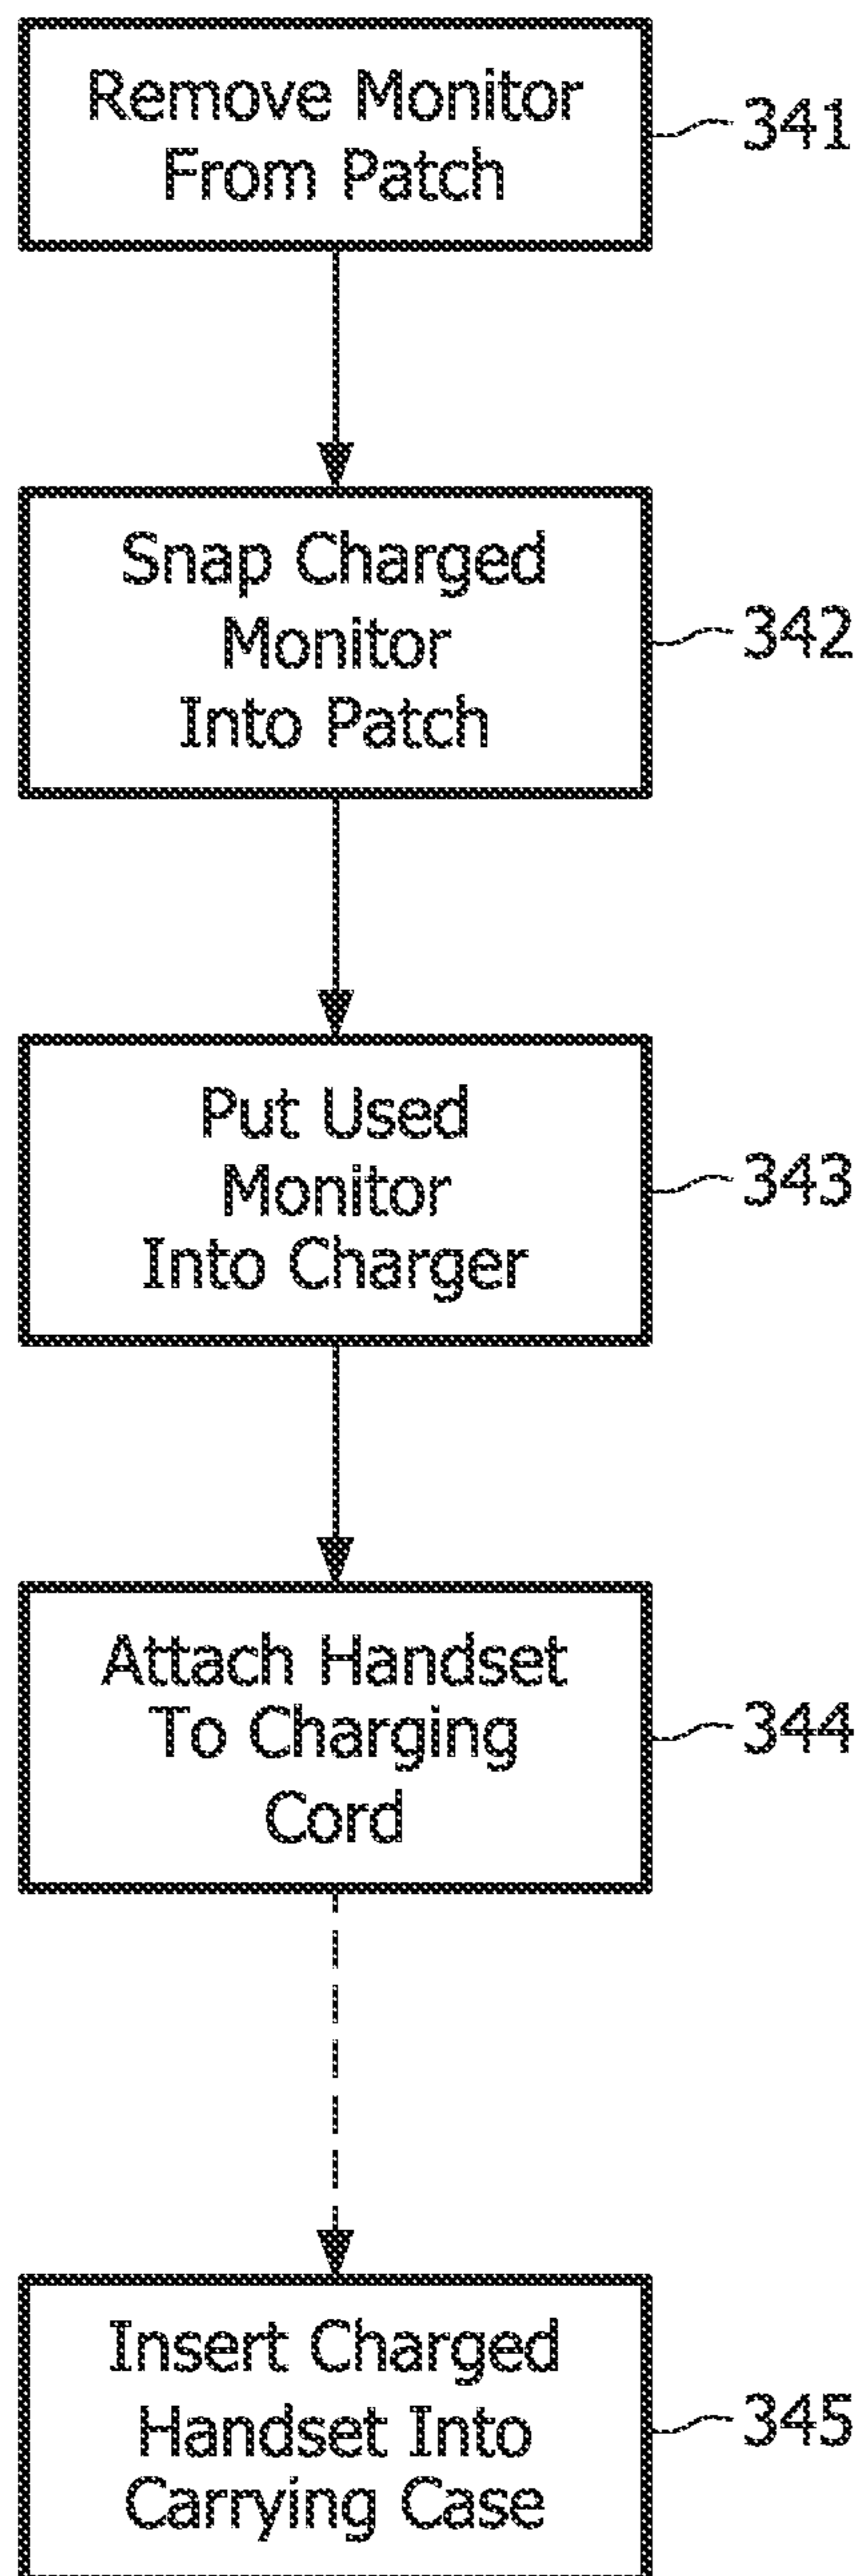 Remove Monitor
From Patch
341
Snap Charged
Monitor
Into Patch
342
Put Used
Monitor
Into Charger
343
Attach Handset
To Charging
Cord
344
Insert Charged
Handset Into
Carrying Case
345